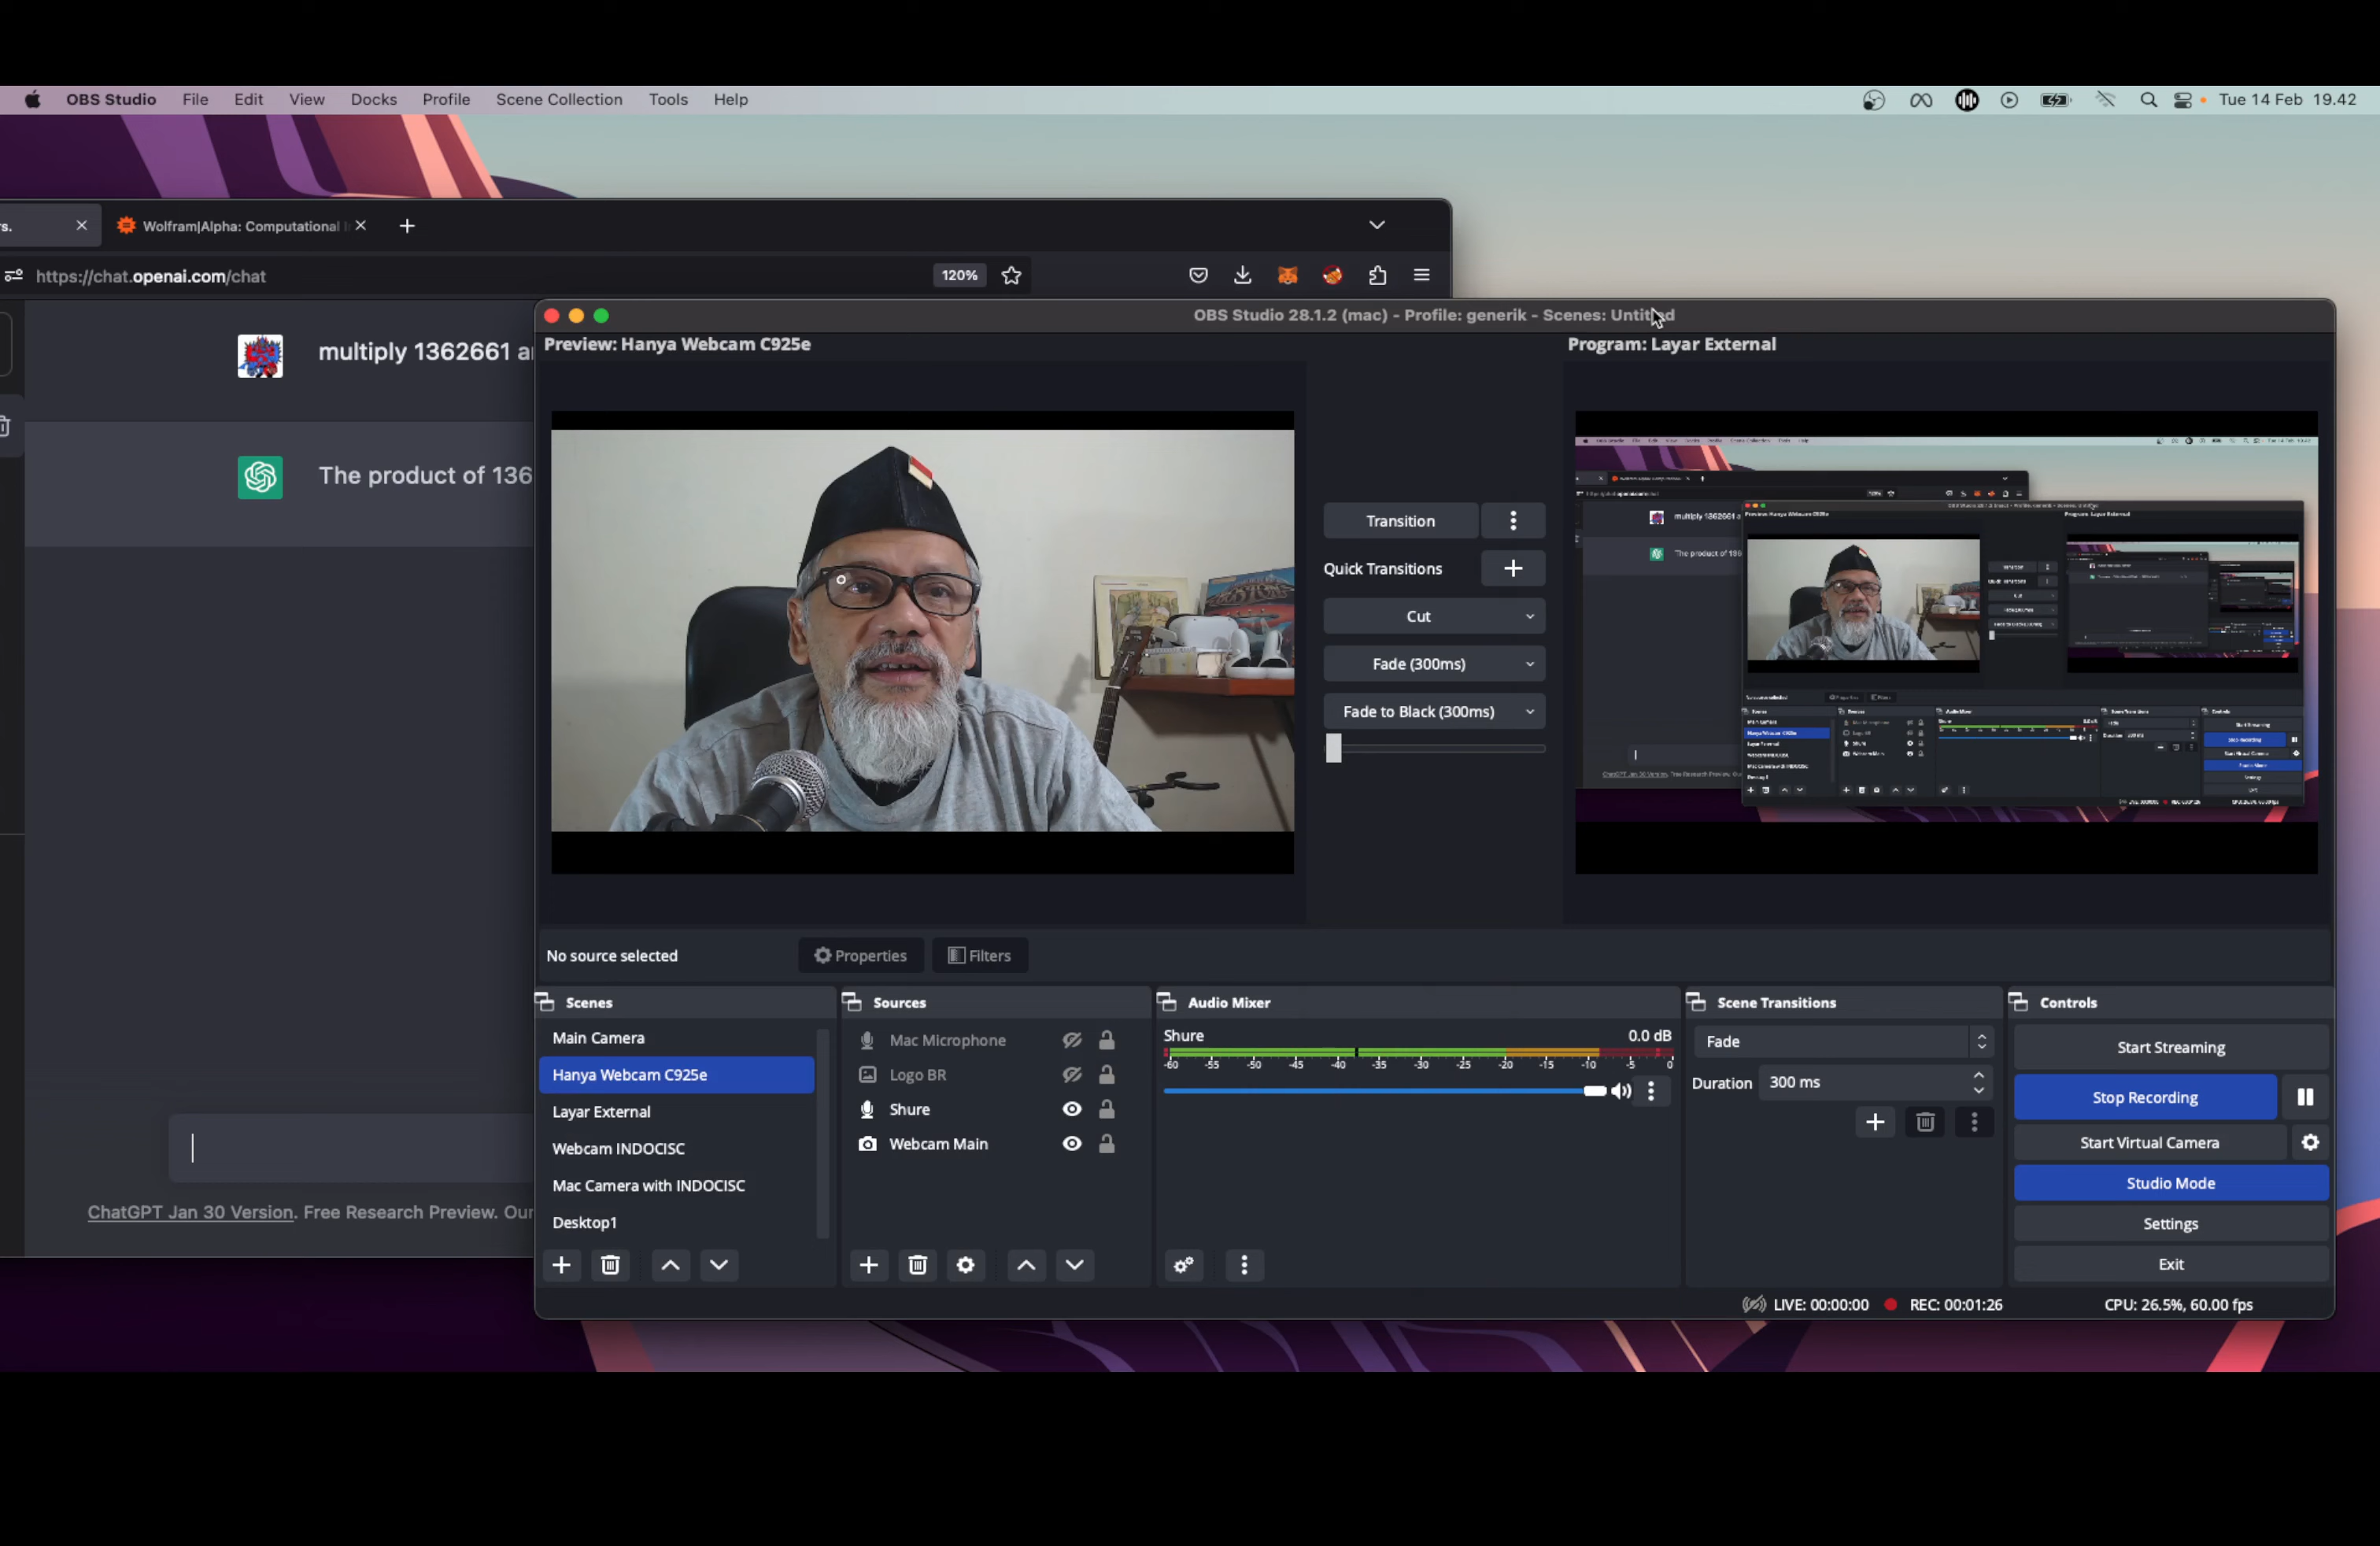 OBS Studio File Edit View Docks Profile Scene Collection Tools Help Tue 14 Feb 19.42
s. Wolfram|Alpha: Computational
https://chat.openai.com/chat 120%
OBS Studio 28.1.2 (mac) - Profile: generik - Scenes: Untitled
Preview: Hanya Webcam C925e
Program: Layar External
multiply 1362661
The product of 136
Transition
Quick Transitions
Cut
Fade (300ms)
Fade to Black (300ms)
No source selected Properties Filters
Scenes
Main Camera
Hanya Webcam C925e
Layar External
Webcam INDOCISC
Mac Camera with INDOCISC
Desktop1
Sources
Mac Microphone
Logo BR
Shure
Webcam Main
Audio Mixer
Shure 0.0 dB
-60 -55 -50 -45 -40 -35 -30 -25 -20 -15 -10 -5 0
Scene Transitions
Fade
Duration 300 ms
Controls
Start Streaming
Stop Recording
Start Virtual Camera
Studio Mode
Settings
Exit
ChatGPT Jan 30 Version. Free Research Preview. Our
LIVE: 00:00:00 REC: 00:01:26 CPU: 26.5%, 60.00 fps